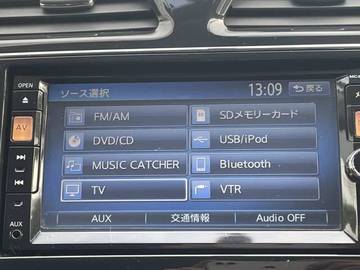 ソース選択 13:09 戻る
OPEN
AV
FM/AM SDメモリーカード
DVD/CD USB/iPod
MUSIC CATCHER Bluetooth
TV VTR
AUX 交通情報 Audio OFF
AUX